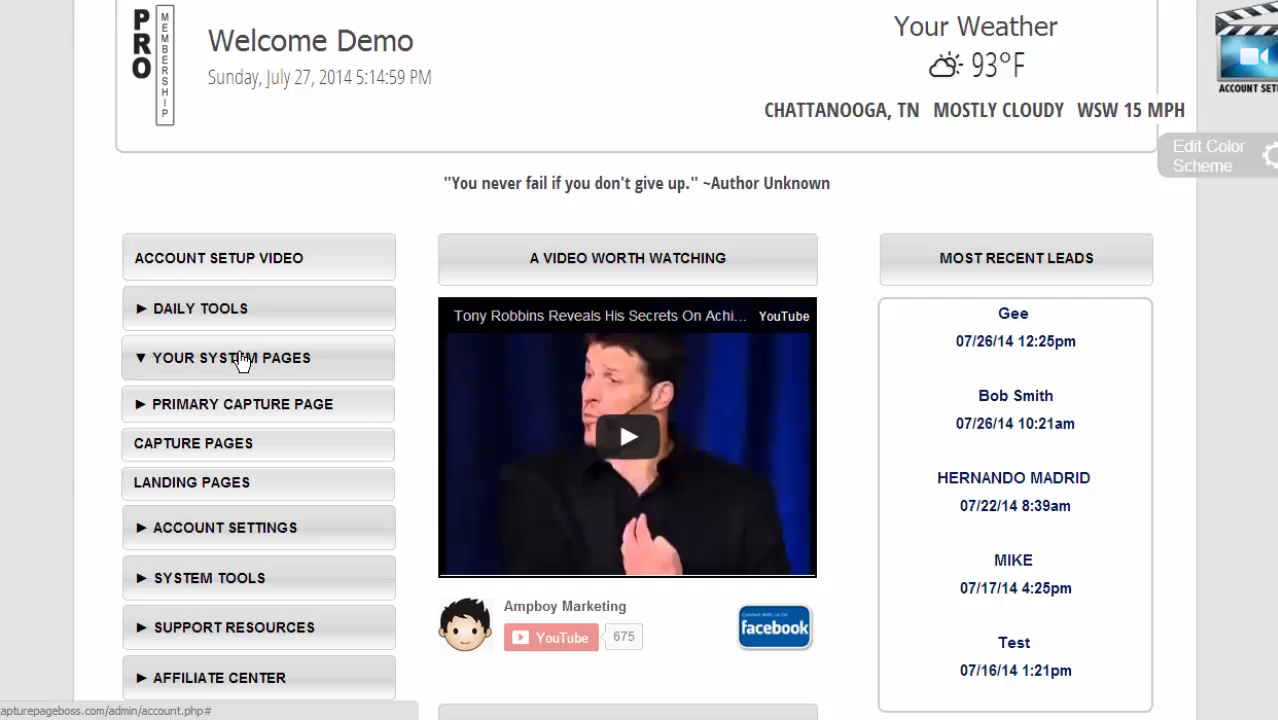 PRO
MEMBERSHIP
Welcome Demo
Sunday, July 27, 2014 5:14:59 PM
Your Weather
93°F
CHATTANOOGA, TN MOSTLY CLOUDY WSW 15 MPH
ACCOUNT SETU
Edit Color
Scheme
"You never fail if you don't give up." ~Author Unknown
ACCOUNT SETUP VIDEO
► DAILY TOOLS
▼ YOUR SYSTEM PAGES
► PRIMARY CAPTURE PAGE
CAPTURE PAGES
LANDING PAGES
► ACCOUNT SETTINGS
► SYSTEM TOOLS
► SUPPORT RESOURCES
► AFFILIATE CENTER
A VIDEO WORTH WATCHING
Tony Robbins Reveals His Secrets On Achi... YouTube
Ampboy Marketing
YouTube 675
facebook
MOST RECENT LEADS
Gee
07/26/14 12:25pm
Bob Smith
07/26/14 10:21am
HERNANDO MADRID
07/22/14 8:39am
MIKE
07/17/14 4:25pm
Test
07/16/14 1:21pm
apturepageboss.com/admin/account.php#